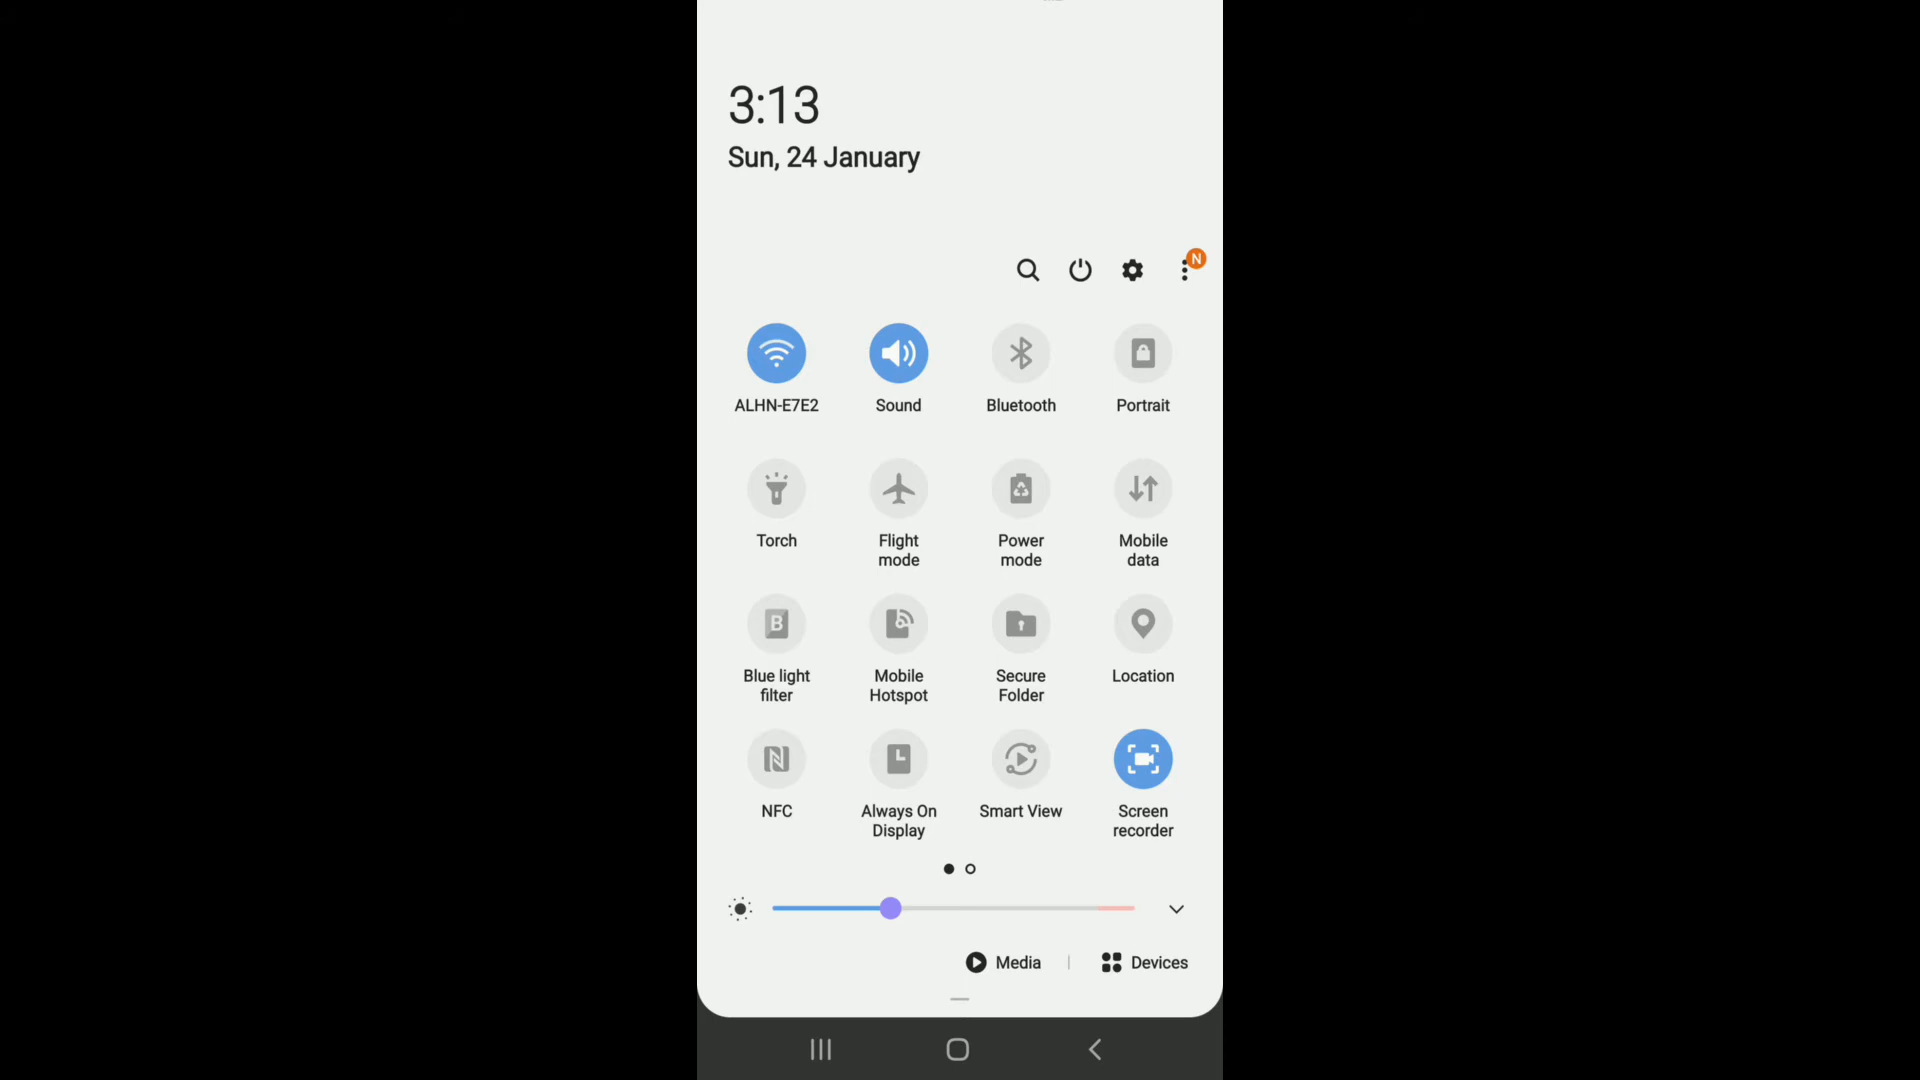 3:13
Sun, 24 January
N
ALHN-E7E2
Sound
Bluetooth
Portrait
Torch
Flight
mode
Power
mode
Mobile
data
B
Blue light
filter
Mobile
Hotspot
Secure
Folder
Location
NFC
Always On
Display
Smart View
Screen
recorder
Media
Devices